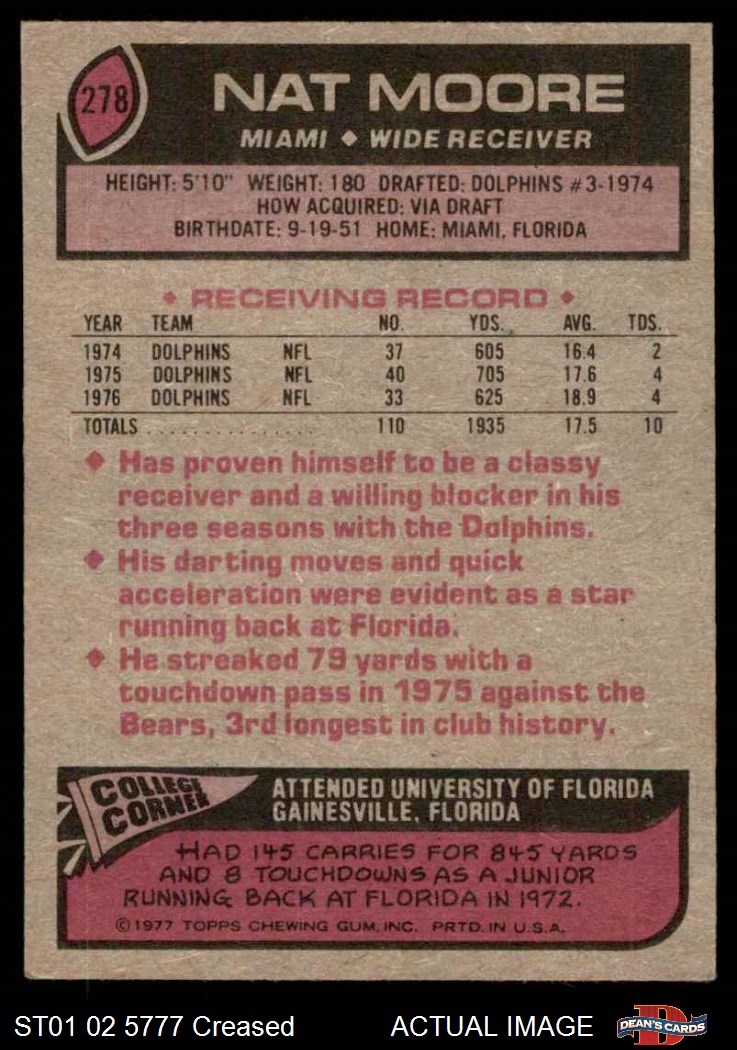 278
NAT MOORE
MIAMI ◆ WIDE RECEIVER
HEIGHT: 5'10" WEIGHT: 180 DRAFTED: DOLPHINS #3-1974
HOW ACQUIRED: VIA DRAFT
BIRTHDATE: 9-19-51 HOME: MIAMI, FLORIDA
◆ RECEIVING RECORD ◆
YEAR TEAM NO. YDS. AVG. TDS.
1974 DOLPHINS NFL 37 605 16.4 2
1975 DOLPHINS NFL 40 705 17.6 4
1976 DOLPHINS NFL 33 625 18.9 4
TOTALS . . . . . . . . . . . . . . 110 1935 17.5 10
◆ Has proven himself to be a classy
receiver and a willing blocker in his
three seasons with the Dolphins.
◆ His darting moves and quick
acceleration were evident as a star
running back at Florida.
◆ He streaked 79 yards with a
touchdown pass in 1975 against the
Bears, 3rd longest in club history.
COLLEGE
CORNER
ATTENDED UNIVERSITY OF FLORIDA
GAINESVILLE, FLORIDA
HAD 145 CARRIES FOR 845 YARDS
AND 8 TOUCHDOWNS AS A JUNIOR
RUNNING BACK AT FLORIDA IN 1972.
©1977 TOPPS CHEWING GUM, INC. PRTD. IN U.S.A.
ST01 02 5777 Creased ACTUAL IMAGE
D
DEAN'S CARDS